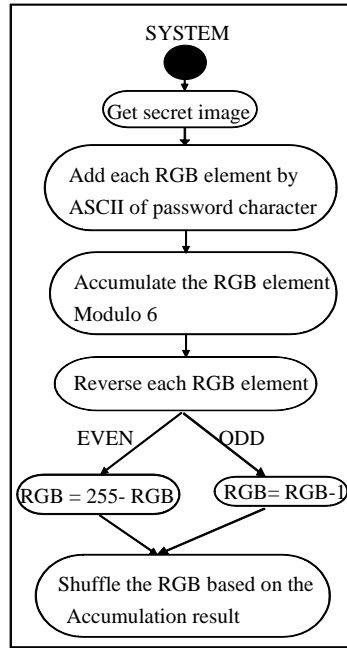 SYSTEM
Get secret image
Add each RGB element by
ASCII of password character
Accumulate the RGB element
Modulo 6
Reverse each RGB element
EVEN ODD
RGB = 255- RGB RGB= RGB-1
Shuffle the RGB based on the
Accumulation result